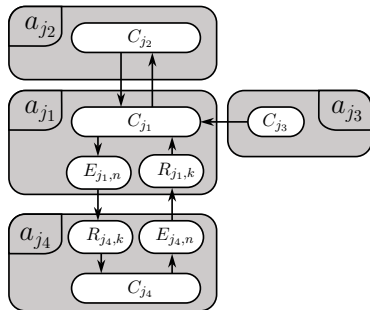 a_{j_2} C_{j_2}
a_{j_1} C_{j_1} C_{j_3} a_{j_3}
E_{j_1,n} R_{j_1,k}
a_{j_4} R_{j_4,k} E_{j_4,n}
C_{j_4}